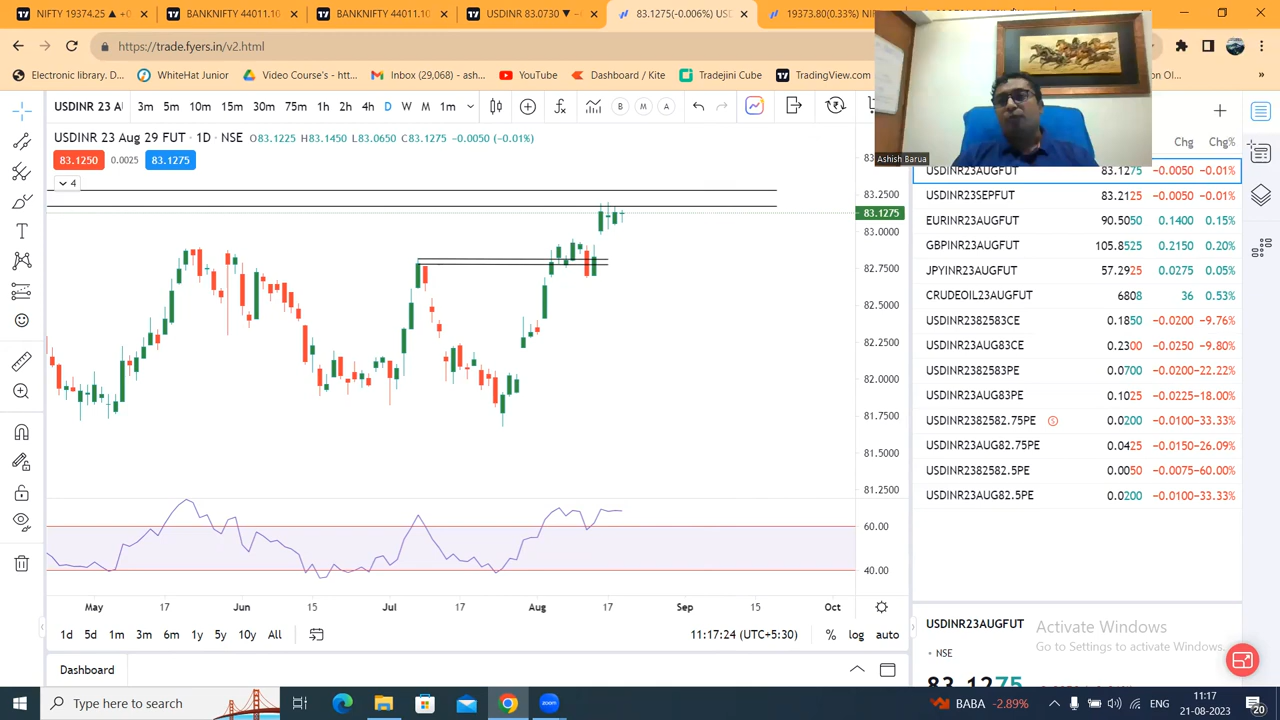 NIFTY 19374.25 ▲ +0
BANKNIFTY 44011.10
BANKNIFTY 44011.10
USDINR 83.0730 ▼
83.1275(-0.006%) USD
19373.80(0.33%) NIFT
https://trade.fyers.in/v2.html
Electronic library. D...
WhiteHat Junior
Video Course's - htt...
Inbox (29,068) - ash...
YouTube
Dashboard / Kite
Tradejini Cube
TradingView.com
»
USDINR 23 A
3m 5m 10m 15m 30m 75m 1h 2h 4h D W M 1m
B M A
Ashish Barua
USDINR 23 Aug 29 FUT · 1D · NSE O83.1225 H83.1450 L83.0650 C83.1275 −0.0050 (−0.01%)
83.1250 0.0025 83.1275
4
83.2500
83.1275
83.0000
82.7500
82.5000
82.2500
82.0000
81.7500
81.5000
81.2500
60.00
40.00
May 17 Jun 15 Jul 17 Aug 17 Sep 15 Oct
1d 5d 1m 3m 6m 1y 5y 10y All
11:17:24 (UTC+5:30) % log auto
Dashboard
Chg Chg%
USDINR23AUGFUT 83.1275 −0.0050 −0.01%
USDINR23SEPFUT 83.2125 −0.0050 −0.01%
EURINR23AUGFUT 90.5050 0.1400 0.15%
GBPINR23AUGFUT 105.8525 0.2150 0.20%
JPYINR23AUGFUT 57.2925 0.0275 0.05%
CRUDEOIL23AUGFUT 6808 36 0.53%
USDINR2382583CE 0.1850 −0.0200 −9.76%
USDINR23AUG83CE 0.2300 −0.0250 −9.80%
USDINR2382583PE 0.0700 −0.0200 −22.22%
USDINR23AUG83PE 0.1025 −0.0225 −18.00%
USDINR2382582.75PE S 0.0200 −0.0100 −33.33%
USDINR23AUG82.75PE 0.0425 −0.0150 −26.09%
USDINR2382582.5PE 0.0050 −0.0075 −60.00%
USDINR23AUG82.5PE 0.0200 −0.0100 −33.33%
USDINR23AUGFUT
• NSE
83.1275
Activate Windows
Go to Settings to activate Windows.
Type here to search
zoom
BABA -2.89%
ENG
11:17
21-08-2023
20